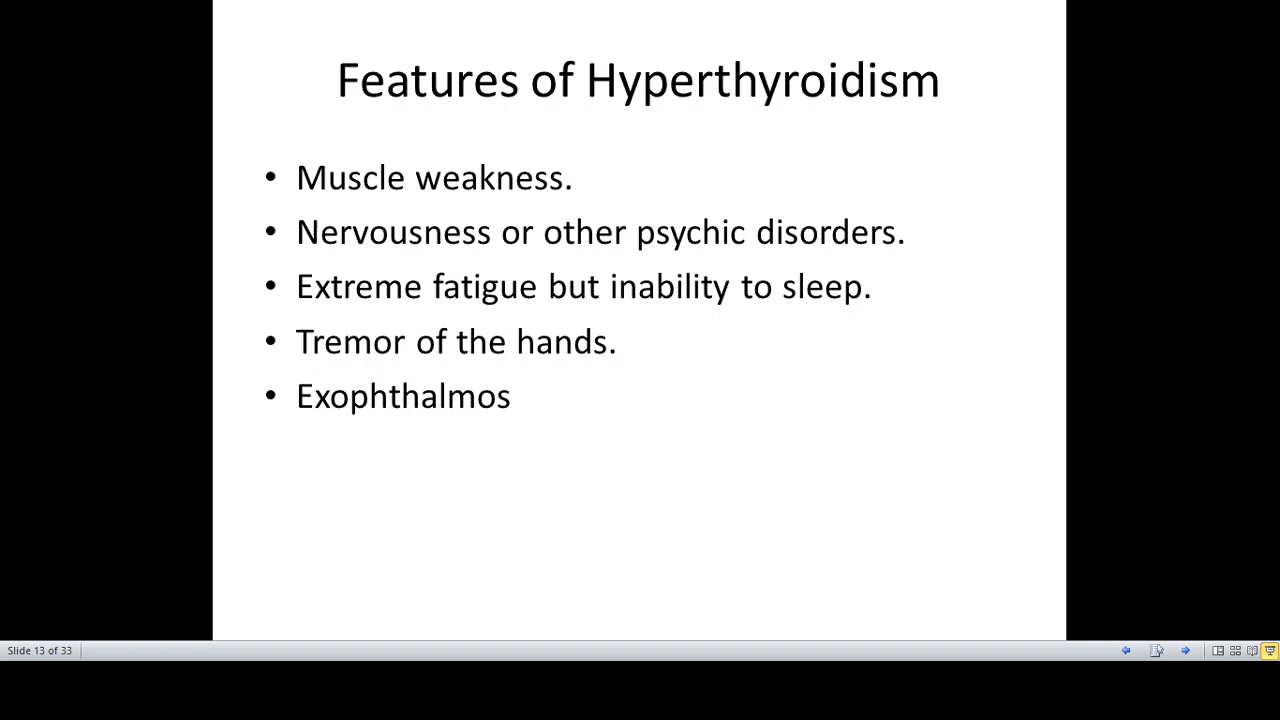 Features of Hyperthyroidism
• Muscle weakness.
• Nervousness or other psychic disorders.
• Extreme fatigue but inability to sleep.
• Tremor of the hands.
• Exophthalmos
Slide 13 of 33